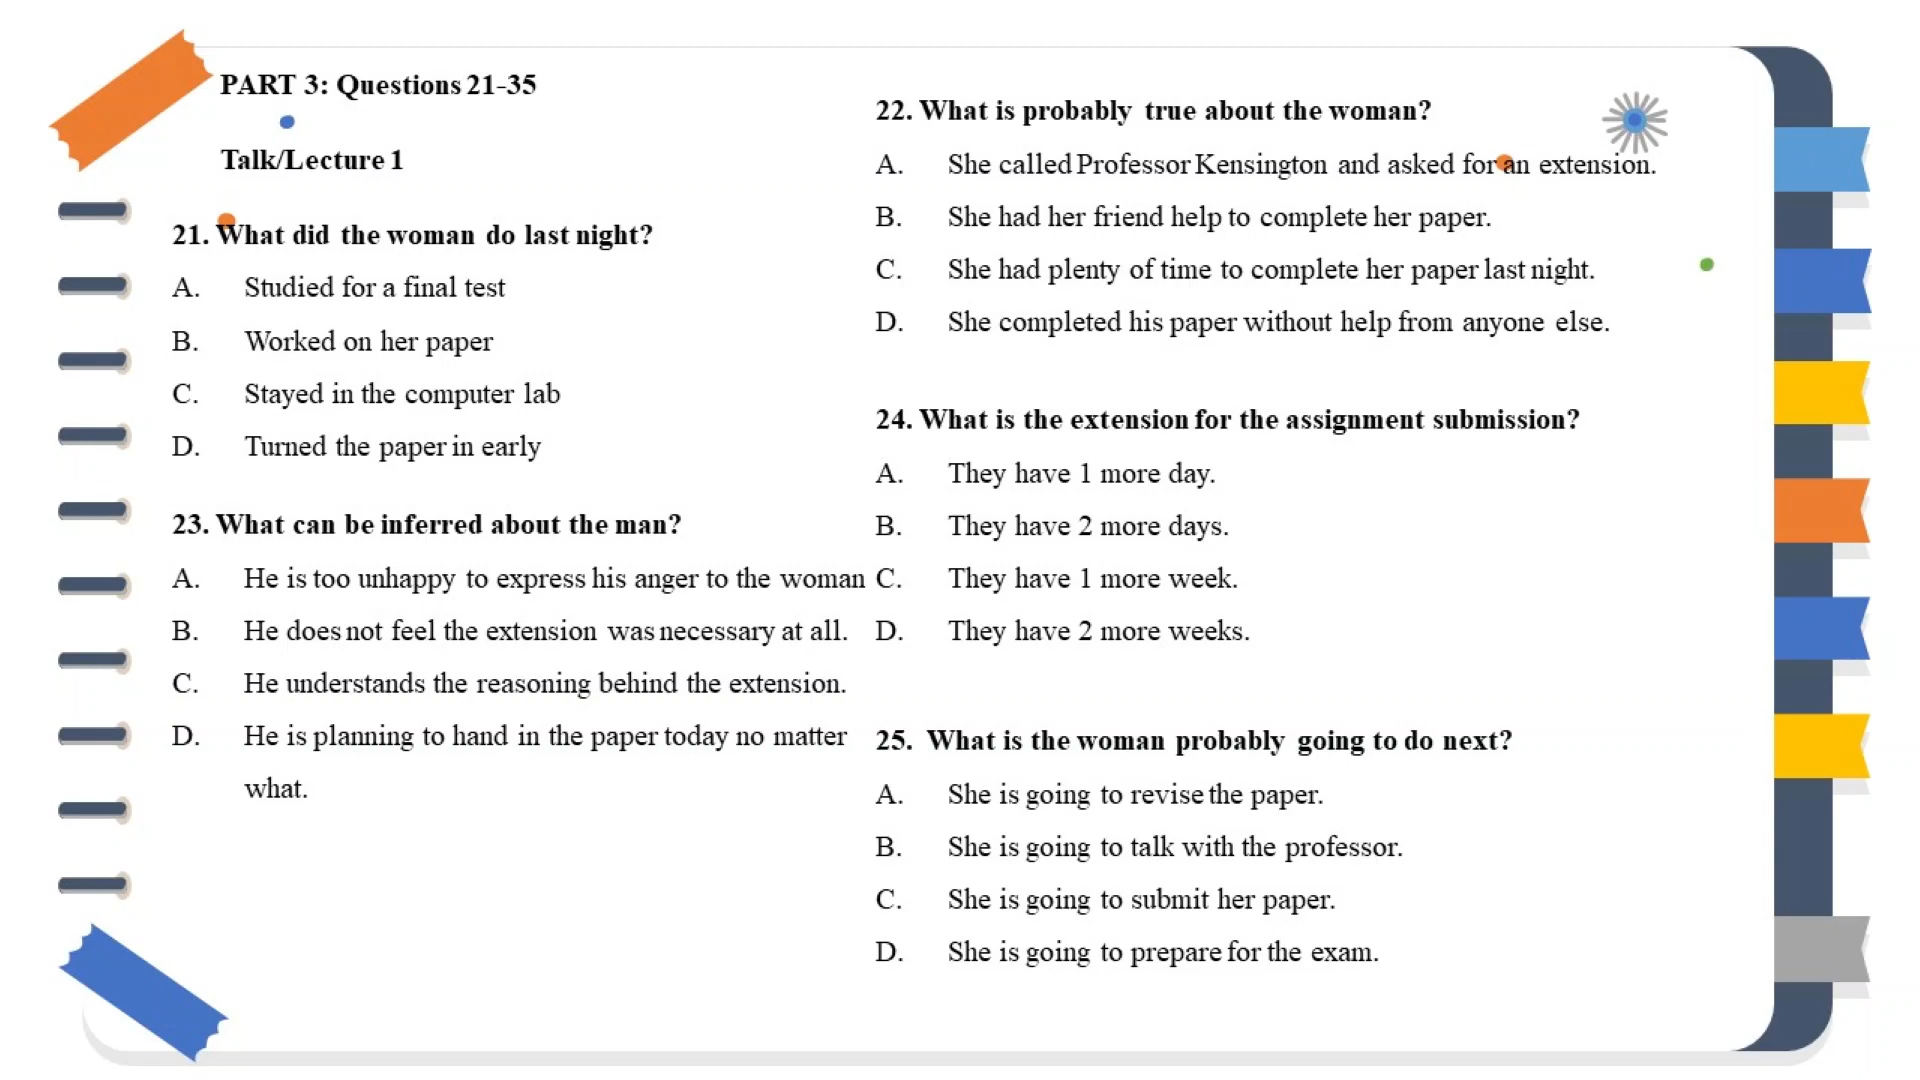 PART 3: Questions 21-35
Talk/Lecture 1
21. What did the woman do last night?
A. Studied for a final test
B. Worked on her paper
C. Stayed in the computer lab
D. Turned the paper in early
23. What can be inferred about the man?
A. He is too unhappy to express his anger to the woman
B. He does not feel the extension was necessary at all.
C. He understands the reasoning behind the extension.
D. He is planning to hand in the paper today no matter
what.
22. What is probably true about the woman?
A. She called Professor Kensington and asked for an extension.
B. She had her friend help to complete her paper.
C. She had plenty of time to complete her paper last night.
D. She completed his paper without help from anyone else.
24. What is the extension for the assignment submission?
A. They have 1 more day.
B. They have 2 more days.
C. They have 1 more week.
D. They have 2 more weeks.
25. What is the woman probably going to do next?
A. She is going to revise the paper.
B. She is going to talk with the professor.
C. She is going to submit her paper.
D. She is going to prepare for the exam.